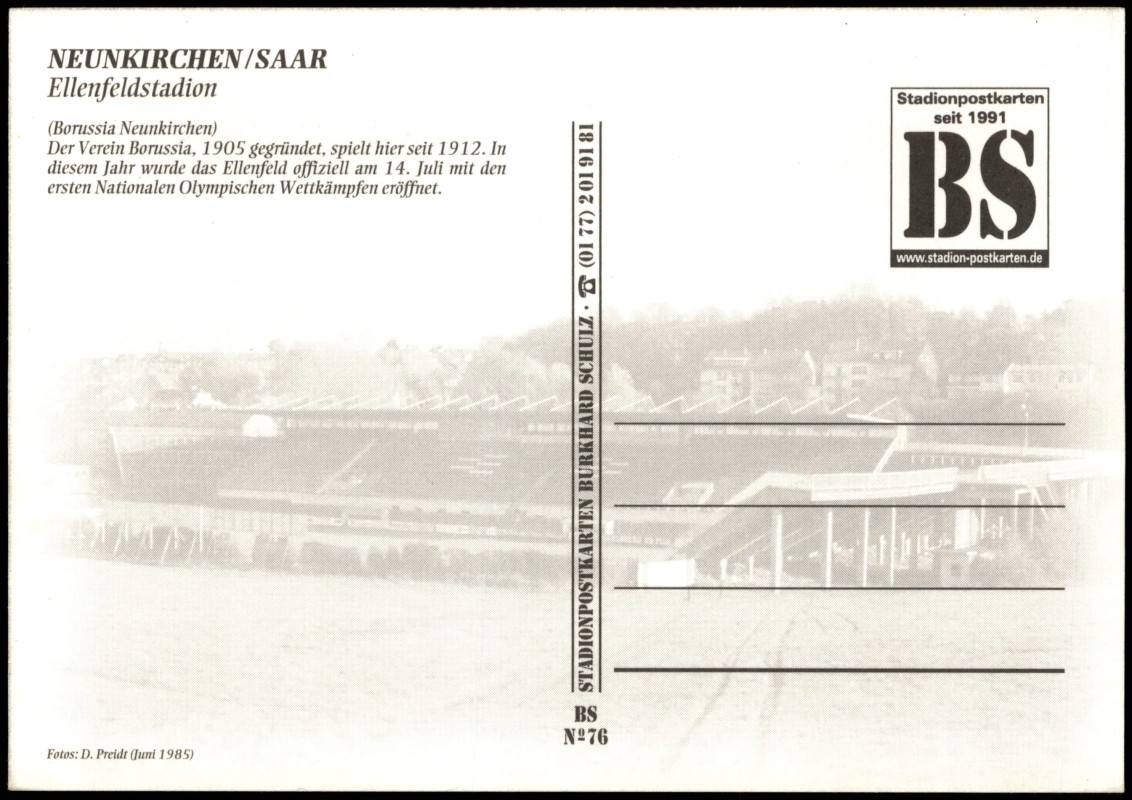 NEUNKIRCHEN/SAAR
Ellenfeldstadion
(Borussia Neunkirchen)
Der Verein Borussia, 1905 gegründet, spielt hier seit 1912. In
diesem Jahr wurde das Ellenfeld offiziell am 14. Juli mit den
ersten Nationalen Olympischen Wettkämpfen eröffnet.
Stadionpostkarten
seit 1991
BS
www.stadion-postkarten.de
STADIONPOSTKARTEN BURKHARD SCHULZ · ☎ (01 77) 2 01 91 81
BS
Nº76
Fotos: D. Preidt (Juni 1985)